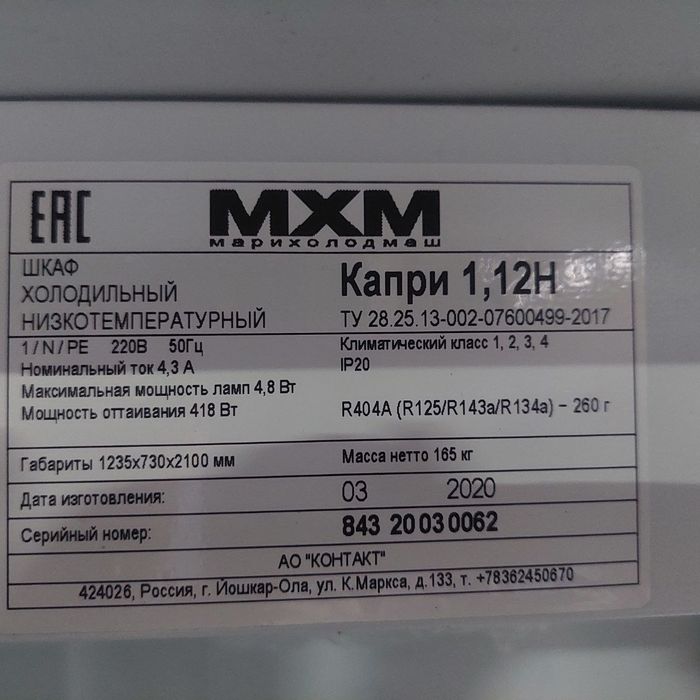 EAC
МХМ
марихолодмаш
ШКАФ
ХОЛОДИЛЬНЫЙ
НИЗКОТЕМПЕРАТУРНЫЙ
Капри 1,12Н
ТУ 28.25.13-002-07600499-2017
1/N/PE 220В 50Гц
Номинальный ток 4,3 А
Максимальная мощность ламп 4,8 Вт
Мощность оттаивания 418 Вт
Климатический класс 1, 2, 3, 4
IP20
R404A (R125/R143a/R134a) – 260 г
Габариты 1235х730х2100 мм
Масса нетто 165 кг
Дата изготовления: 03 2020
Серийный номер: 843 20 03 0062
АО "КОНТАКТ"
424026, Россия, г. Йошкар-Ола, ул. К.Маркса, д.133, т. +78362450670